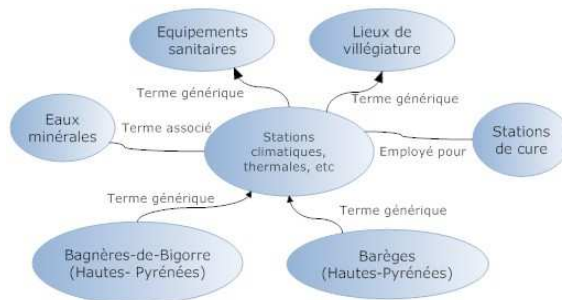 Equipements
sanitaires
Lieux de
villégiature
Terme générique
Terme générique
Eaux
minérales
Terme associé
Stations
climatiques,
thermales, etc
Employé pour
Stations
de cure
Terme générique
Terme générique
Bagnères-de-Bigorre
(Hautes- Pyrénées)
Barèges
(Hautes-Pyrénées)